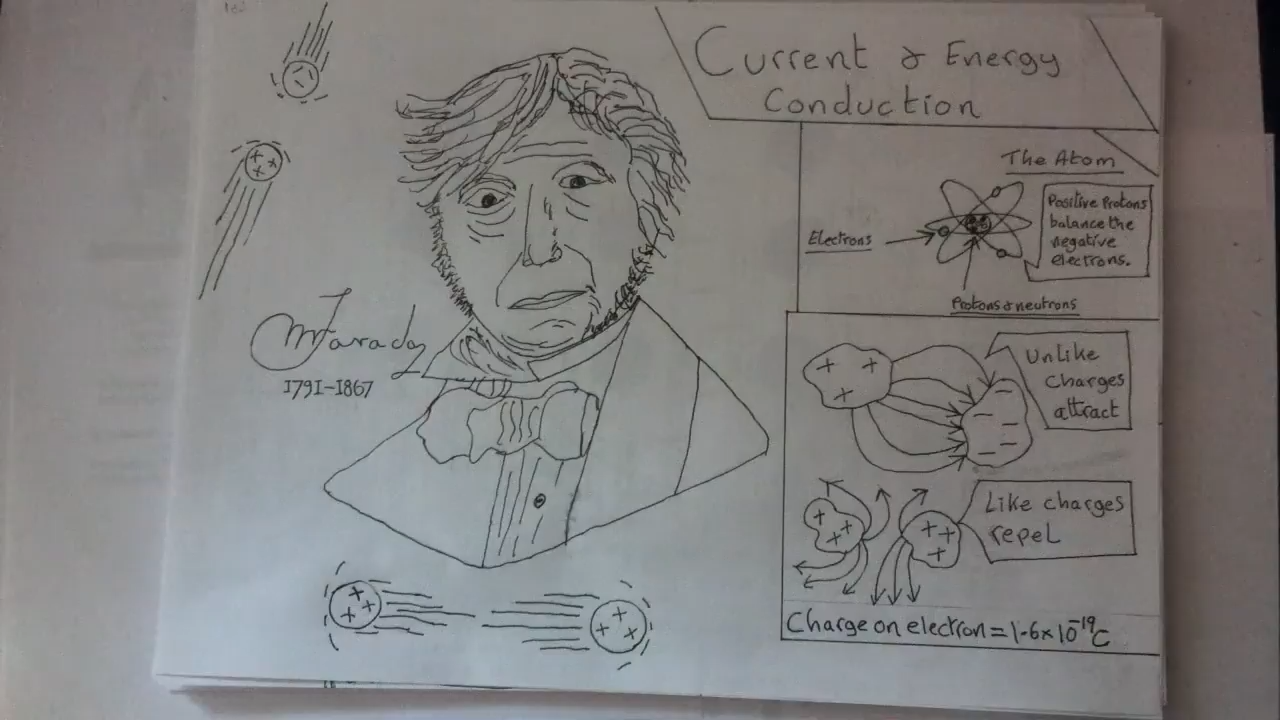 Current & Energy
Conduction
The Atom
Positive Protons
balance the
negative
electrons.
Electrons
Protons & neutrons
M Faraday
1791-1867
Unlike
charges
attract
Like charges
repel
Charge on electron = 1.6 × 10⁻¹⁹C